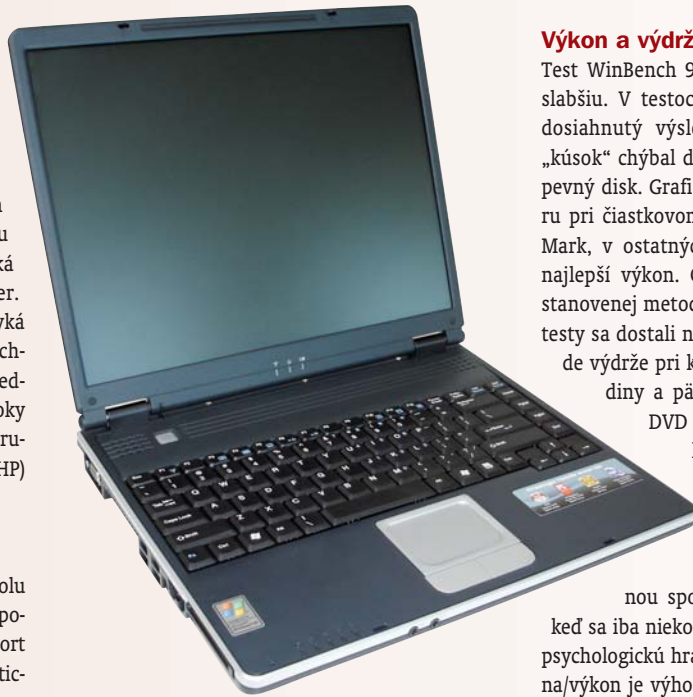 u
ká
er.
yká
ch-
ed-
oky
ru-
HP)
olu
po-
ort
tic-
Výkon a výdrž
Test WinBench 9
slabšiu. V testoc
dosiahnutý výsle
„kúsok“ chýbal d
pevný disk. Grafi
ru pri čiastkovom
Mark, v ostatnýc
najlepší výkon.
stanovenej metod
testy sa dostali n
de výdrže pri k
diny a pä
DVD
nou spo
keď sa iba nieko
psychologickú hra
na/výkon je výho